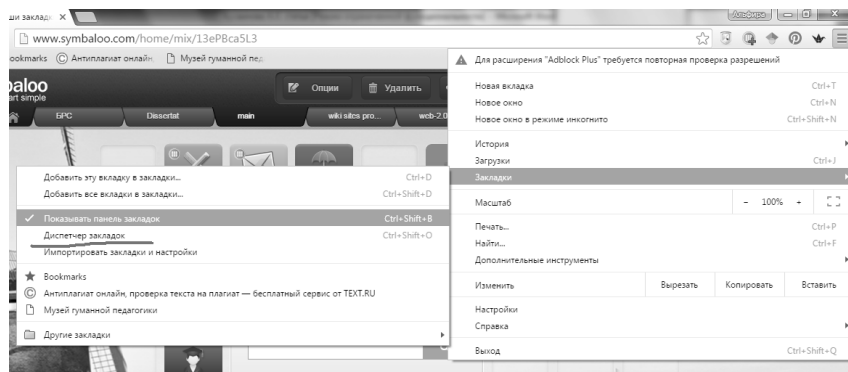 ши заклад
www.symbaloo.com/home/mix/13ePBca5L3
ookmarks Антиплагиат онлайн Музей гуманной пед
baloo
art simple
Опции Удалить
БРС Dissertat main wiki sites pro... web-2.0
Для расширения "Adblock Plus" требуется повторная проверка разрешений
Новая вкладка Ctrl+T
Новое окно Ctrl+N
Новое окно в режиме инкогнито Ctrl+Shift+N
История
Загрузки Ctrl+J
Закладки
Масштаб - 100% +
Печать... Ctrl+P
Найти... Ctrl+F
Дополнительные инструменты
Изменить Вырезать Копировать Вставить
Настройки
Справка
Выход Ctrl+Shift+Q
Добавить эту вкладку в закладки... Ctrl+D
Добавить все вкладки в закладки... Ctrl+Shift+D
✓ Показывать панель закладок Ctrl+Shift+B
Диспетчер закладок Ctrl+Shift+O
Импортировать закладки и настройки
Bookmarks
Антиплагиат онлайн, проверка текста на плагиат — бесплатный сервис от TEXT.RU
Музей гуманной педагогики
Другие закладки